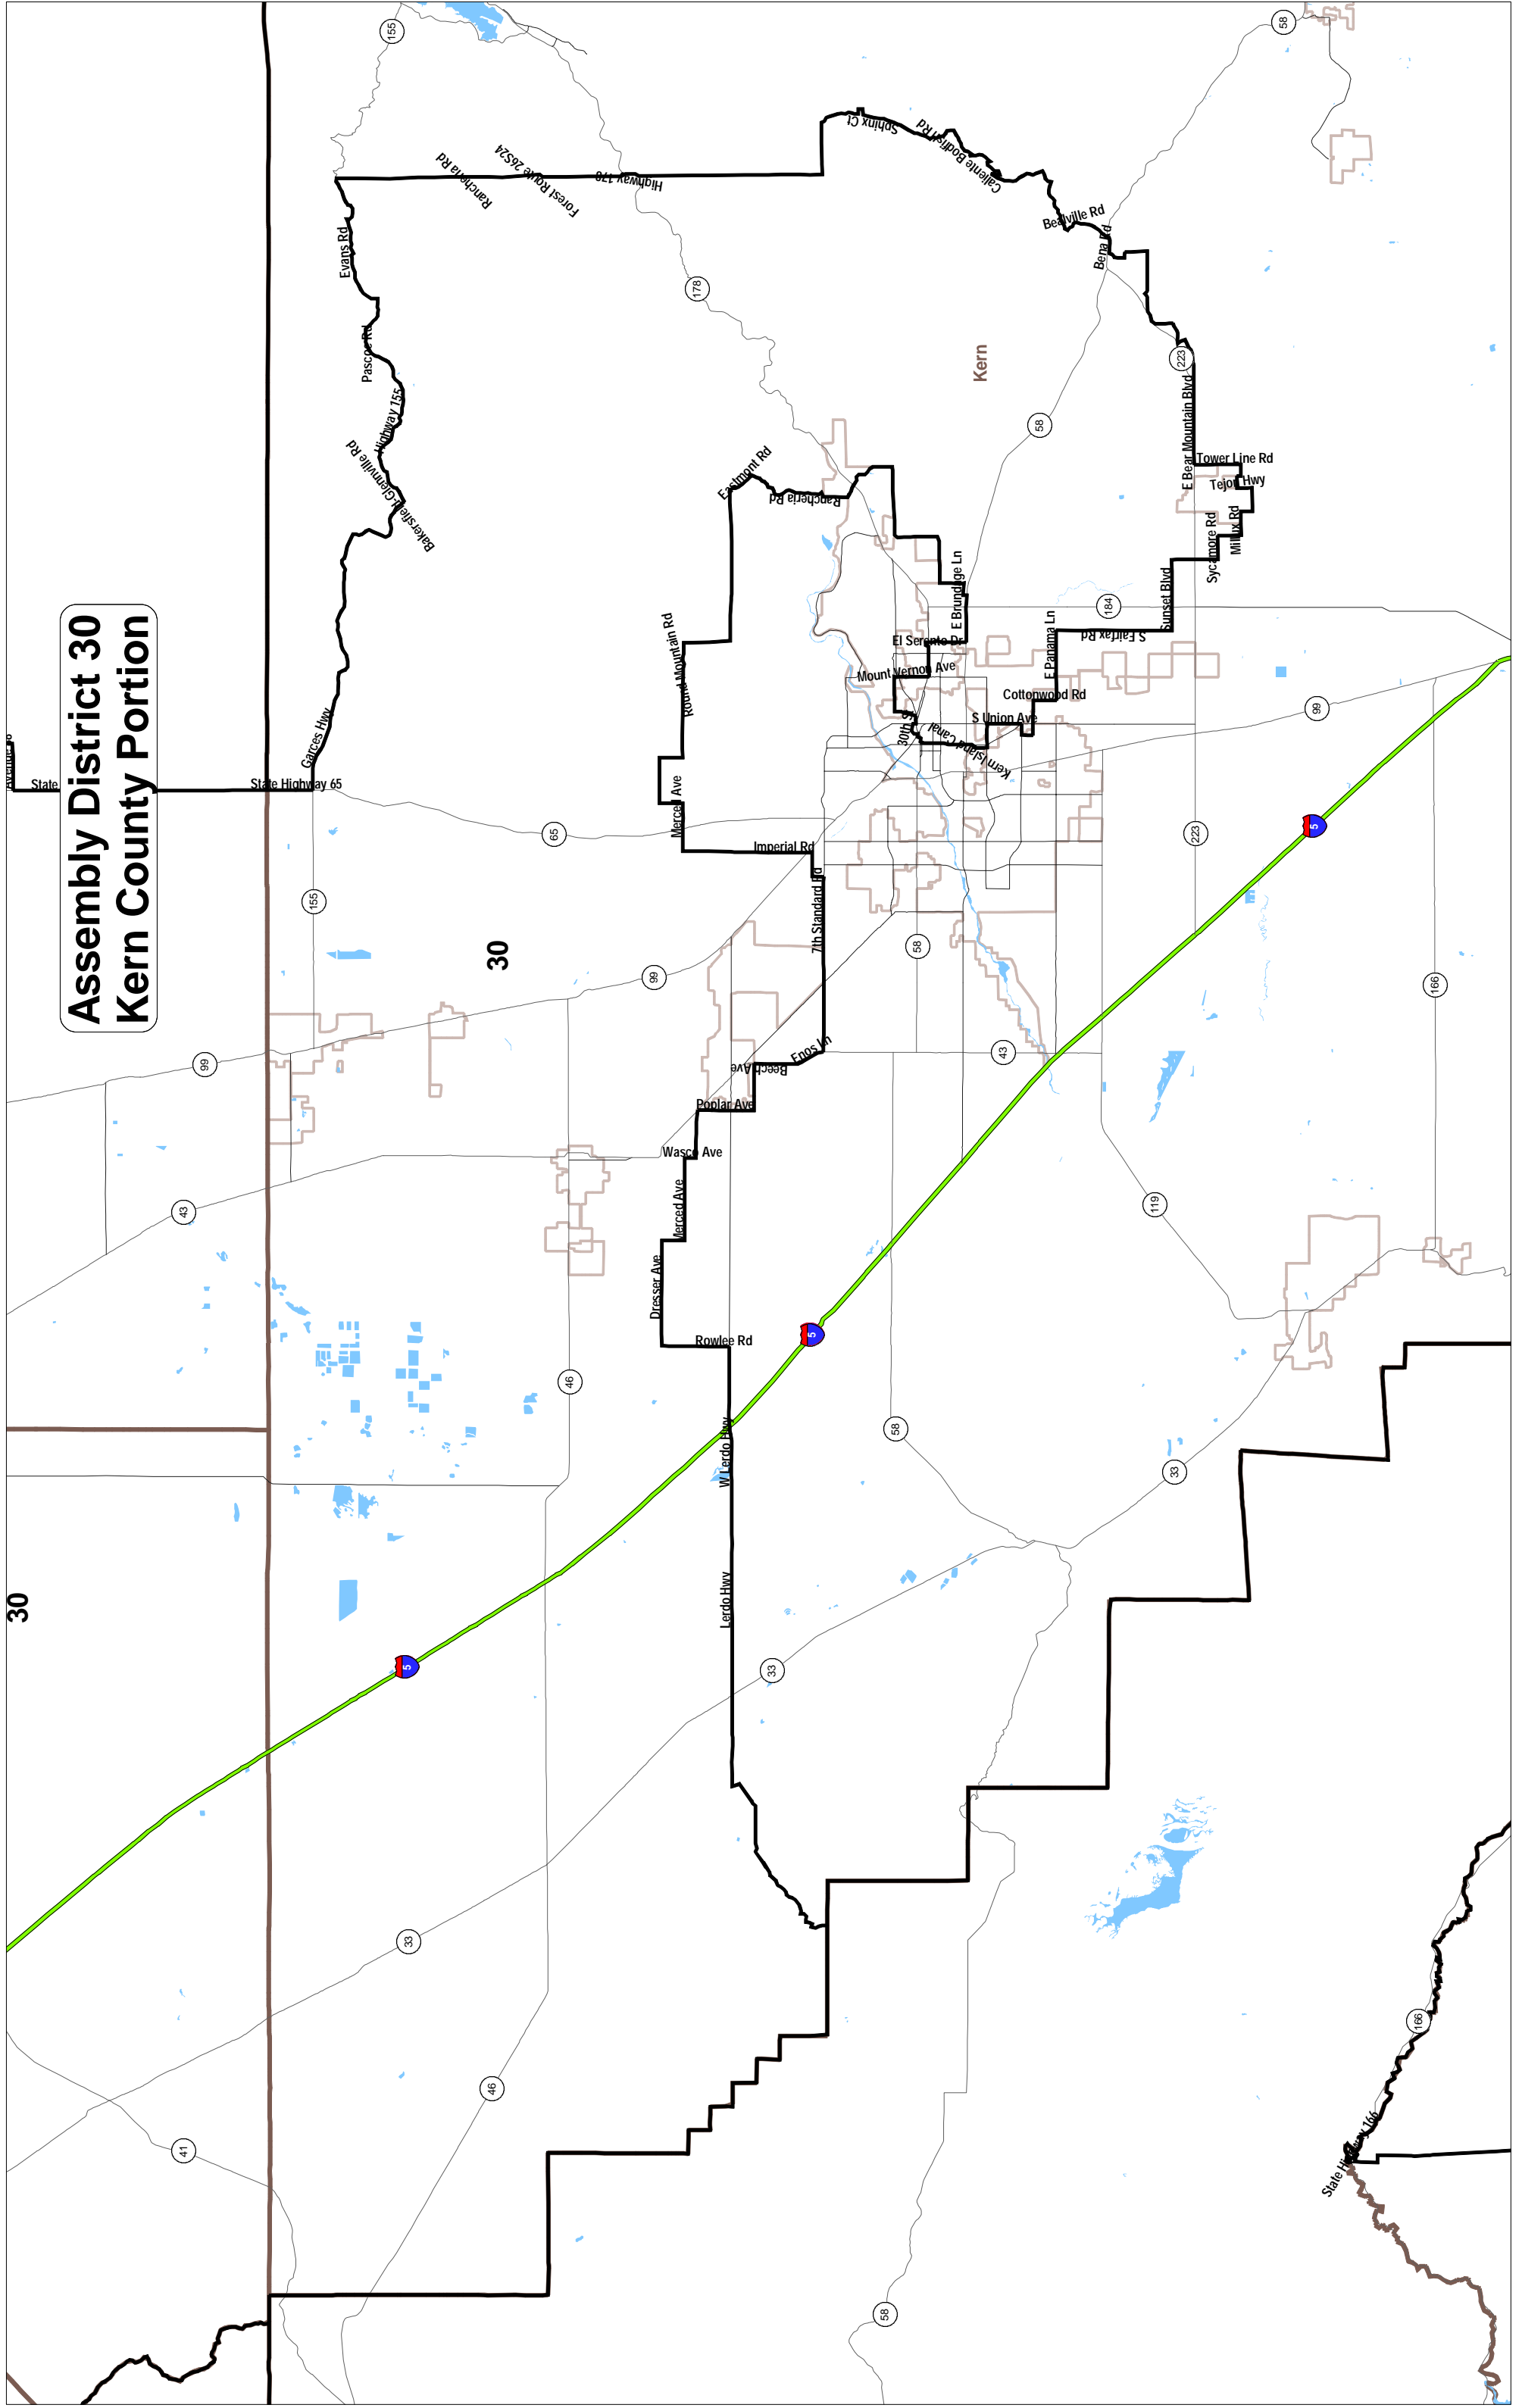 Assembly District 30
Kern County Portion
30
30
Kern
State
State Highway 65
Garces Hwy
Bakersfield-Glennville Rd
Highway 155
Pascoe Rd
Evans Rd
Rancheria Rd
Forest Route 26S24
Highway 178
Sphinx Ct
Caliente Bodfish Rd
Bealville Rd
Bena Rd
E Bear Mountain Blvd
Tower Line Rd
Tejon Hwy
Millux Rd
Sycamore Rd
Sunset Blvd
S Fairfax Rd
E Panama Ln
Cottonwood Rd
S Union Ave
Kern Island Canal
30th St
Mount Vernon Ave
El Serento Dr
E Brundage Ln
Rancheria Rd
Eastmont Rd
Round Mountain Rd
Merced Ave
Imperial Rd
7th Standard Rd
Enos Ln
Beech Ave
Poplar Ave
Wasco Ave
Merced Ave
Dresser Ave
Rowlee Rd
W Lerdo Hwy
Lerdo Hwy
State Highway 166
155
58
178
58
223
184
99
65
155
223
5
58
99
166
43
99
43
119
5
46
58
33
5
33
33
166
46
41
58